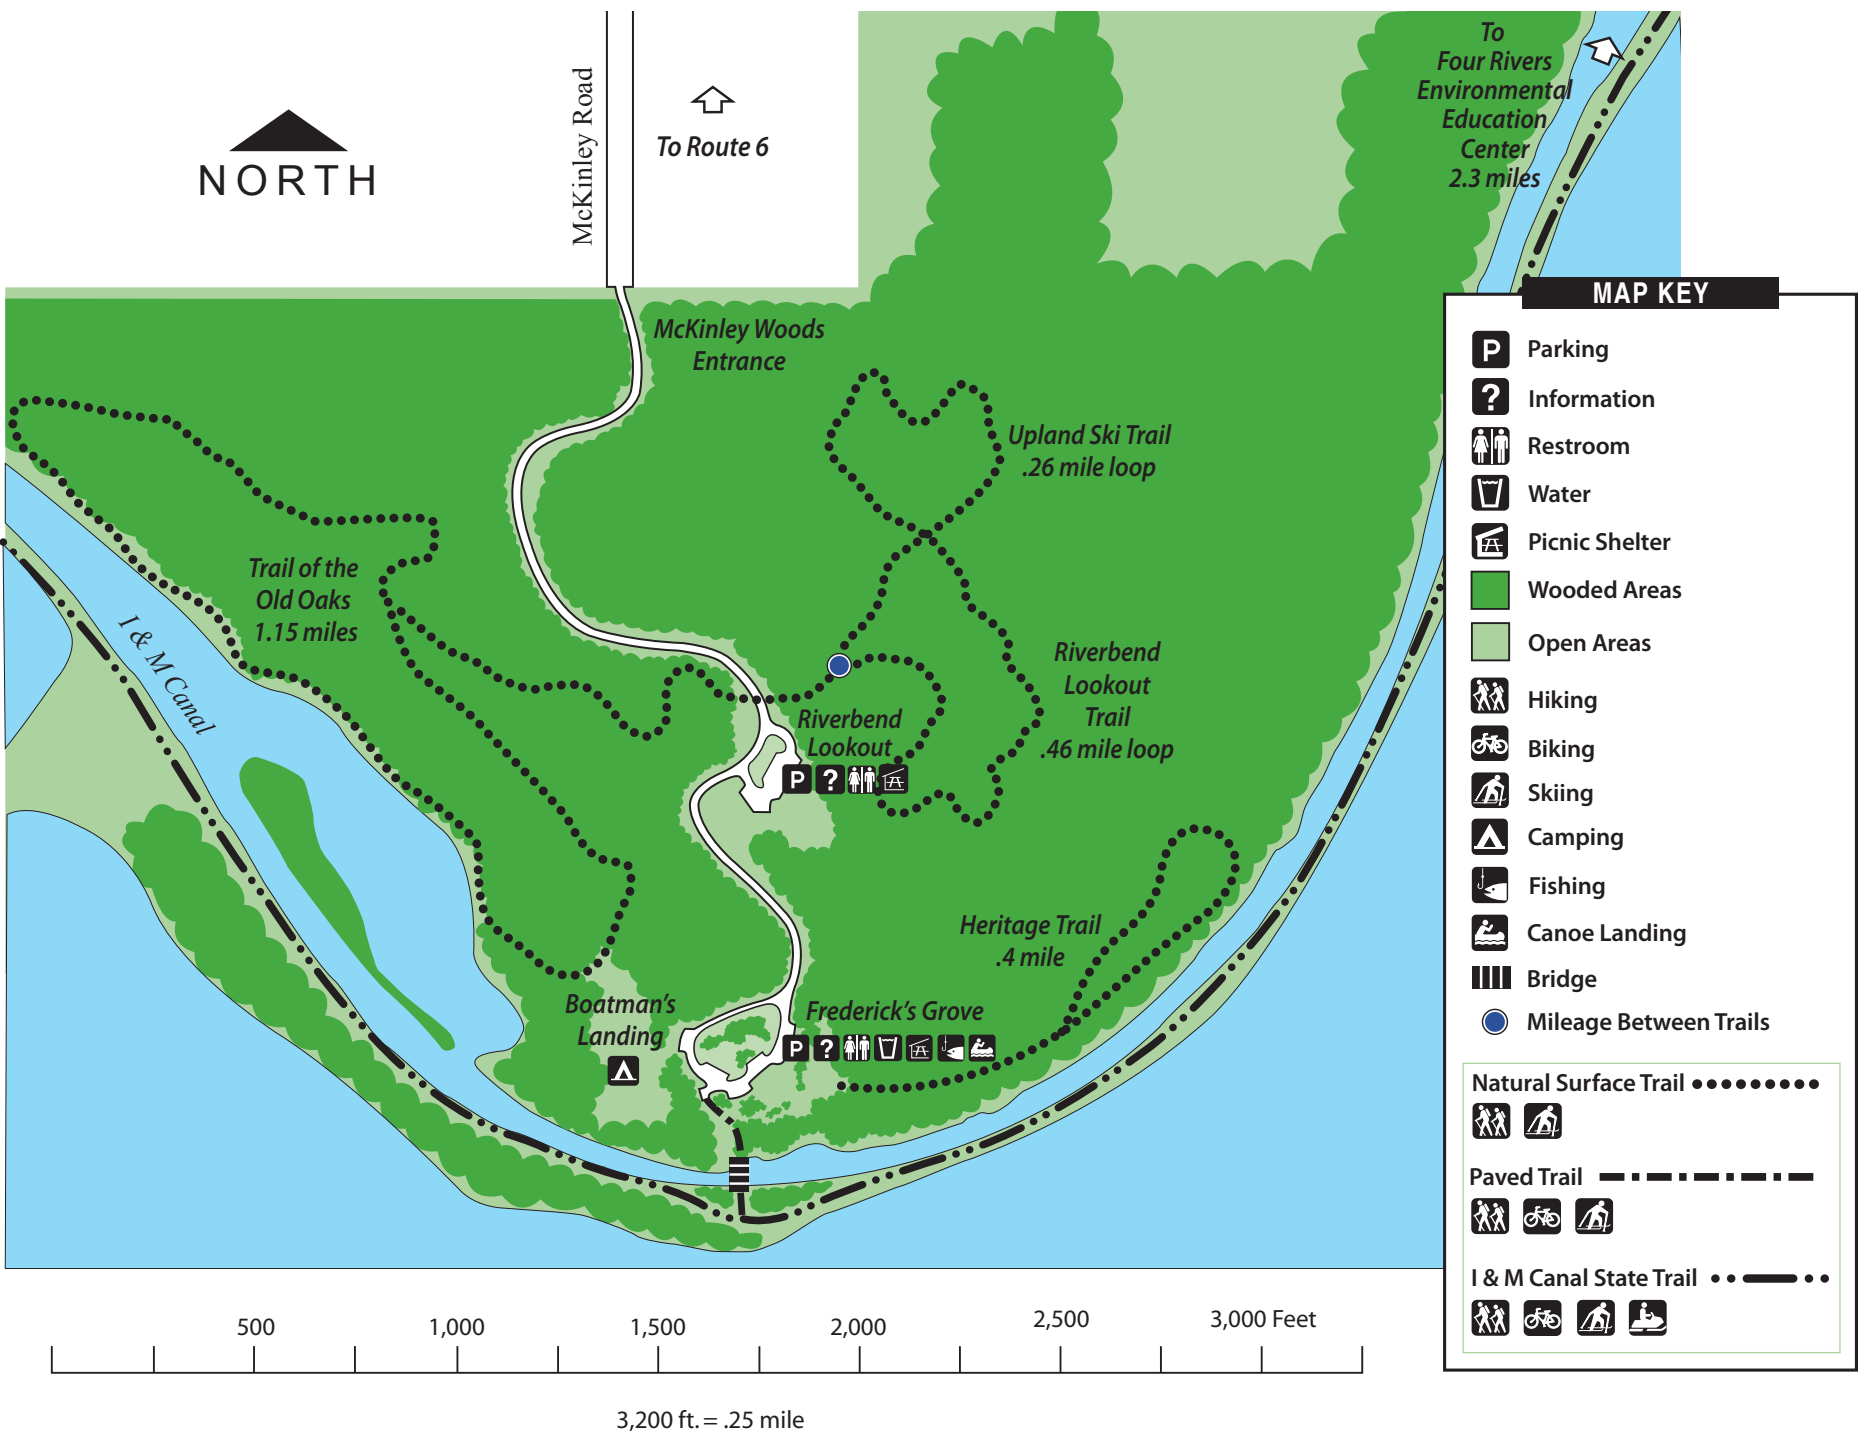 To
Four Rivers
Environmental
Education
Center
2.3 miles
NORTH
McKinley Road
To Route 6
McKinley Woods
Entrance
Upland Ski Trail
.26 mile loop
Trail of the
Old Oaks
1.15 miles
I & M Canal
Riverbend
Lookout
Trail
.46 mile loop
Riverbend
Lookout
P ?
Heritage Trail
.4 mile
Boatman's
Landing
Frederick's Grove
P ?
MAP KEY
P Parking
? Information
Restroom
Water
Picnic Shelter
Wooded Areas
Open Areas
Hiking
Biking
Skiing
Camping
Fishing
Canoe Landing
Bridge
Mileage Between Trails
Natural Surface Trail
Paved Trail
I & M Canal State Trail
500 1,000 1,500 2,000 2,500 3,000 Feet
3,200 ft. = .25 mile